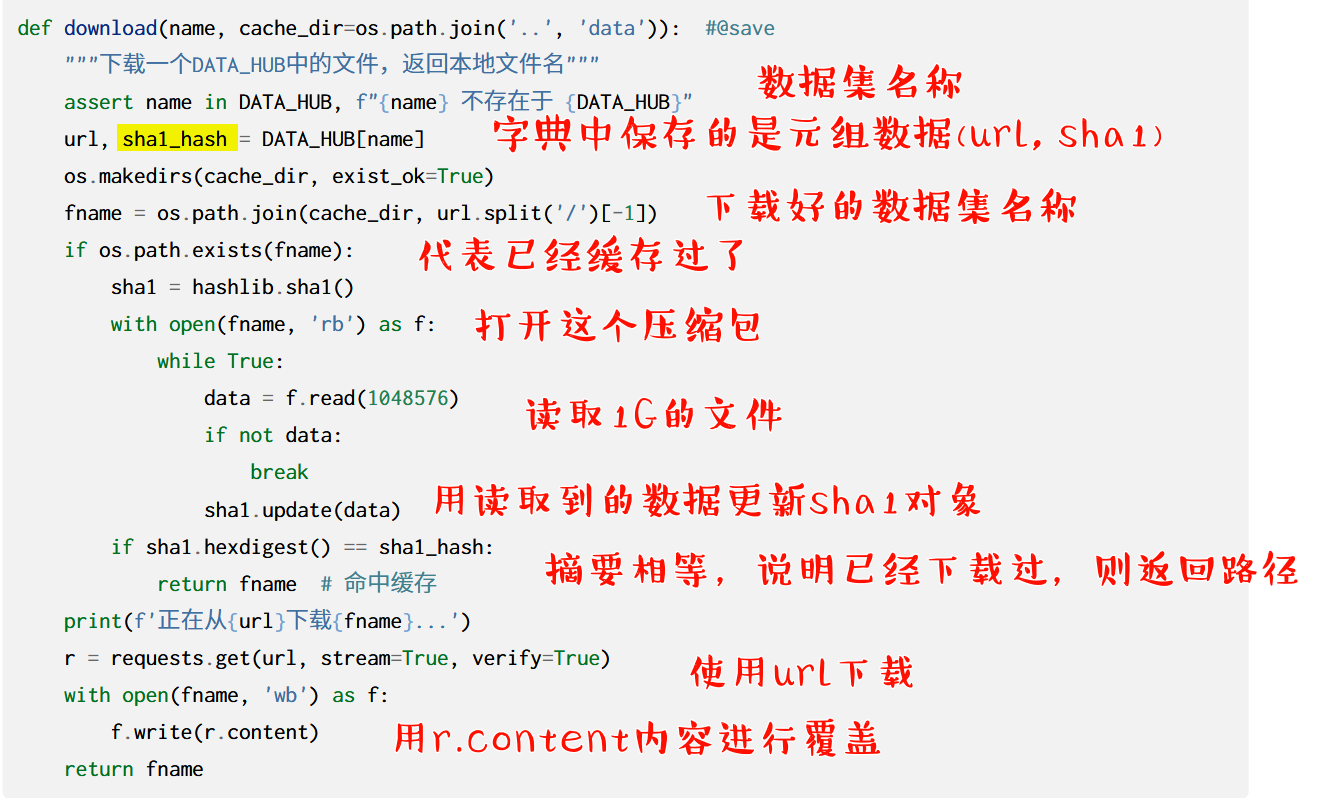 def download(name, cache_dir=os.path.join('..', 'data')):  #@save
"""下载一个DATA_HUB中的文件，返回本地文件名"""
数据集名称
assert name in DATA_HUB, f"{name} 不存在于 {DATA_HUB}"
url, sha1_hash = DATA_HUB[name]
字典中保存的是元组数据(url, sha1)
os.makedirs(cache_dir, exist_ok=True)
fname = os.path.join(cache_dir, url.split('/')[-1])
下载好的数据集名称
if os.path.exists(fname):
代表已经缓存过了
sha1 = hashlib.sha1()
with open(fname, 'rb') as f:
打开这个压缩包
while True:
data = f.read(1048576)
读取1G的文件
if not data:
break
sha1.update(data)
用读取到的数据更新sha1对象
if sha1.hexdigest() == sha1_hash:
摘要相等，说明已经下载过，则返回路径
return fname  # 命中缓存
print(f'正在从{url}下载{fname}...')
r = requests.get(url, stream=True, verify=True)
使用url下载
with open(fname, 'wb') as f:
f.write(r.content)
用r.content内容进行覆盖
return fname